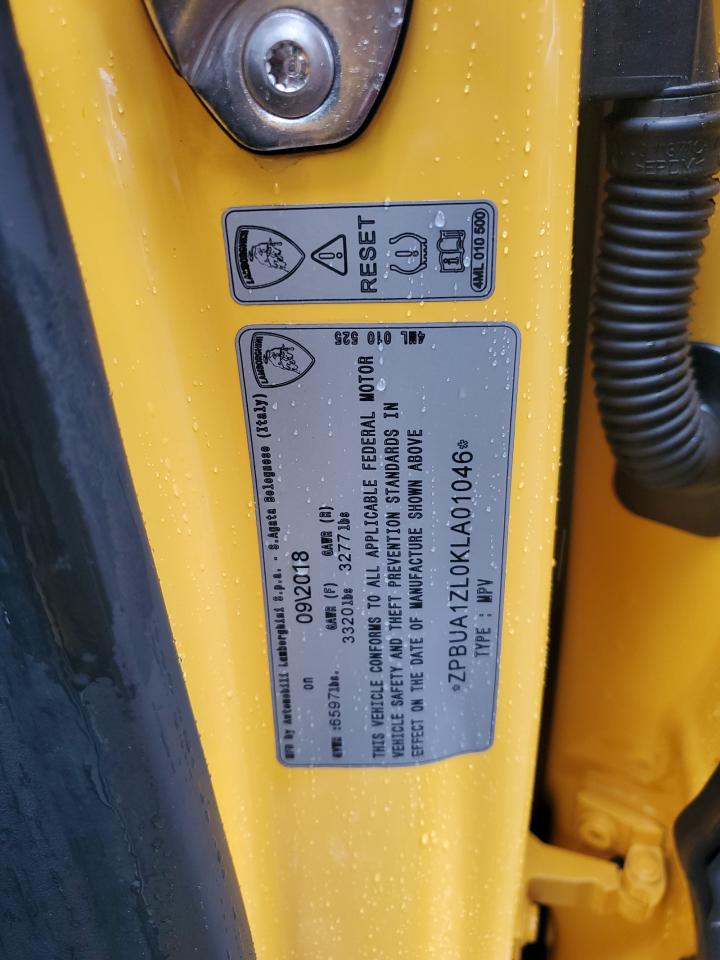 LAMBORGHINI
RESET
4ML 010 500
LAMBORGHINI
4ML 010 525
MFD by Automobili Lamborghini S.p.a. - S.Agata Bolognese (Italy)
on 09\2018
GVWR :6597lbs. GAWR (F) GAWR (R)
3320lbs 3277lbs
THIS VEHICLE CONFORMS TO ALL APPLICABLE FEDERAL MOTOR
VEHICLE SAFETY AND THEFT PREVENTION STANDARDS IN
EFFECT ON THE DATE OF MANUFACTURE SHOWN ABOVE
*ZPBUA1ZL0KLA01046*
TYPE : MPV